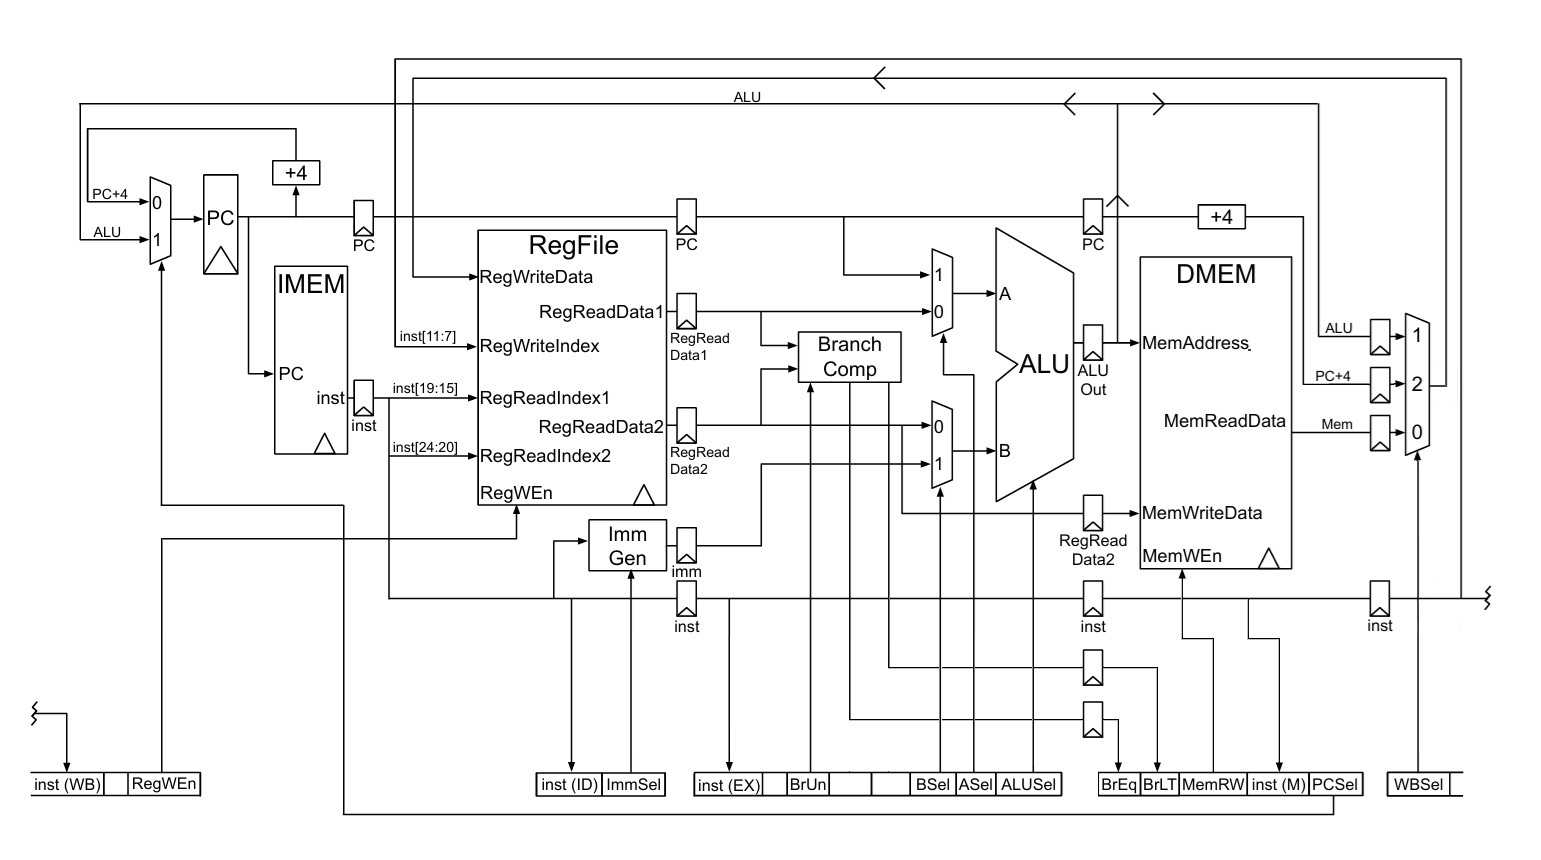 ALU
+4
PC+4
0
ALU
1
PC
PC
IMEM
PC
inst
inst
RegFile
RegWriteData
RegReadData1
inst[11:7]
RegWriteIndex
inst[19:15]
RegReadIndex1
RegReadData2
inst[24:20]
RegReadIndex2
RegWEn
Imm
Gen
PC
RegRead
Data1
RegRead
Data2
imm
inst
Branch
Comp
1
0
0
1
A
B
ALU
PC
ALU
Out
RegRead
Data2
inst
+4
DMEM
MemAddress
MemReadData
MemWriteData
MemWEn
ALU
PC+4
Mem
1
2
0
inst
inst (WB)
RegWEn
inst (ID)
ImmSel
inst (EX)
BrUn
BSel
ASel
ALUSel
BrEq
BrLT
MemRW
inst (M)
PCSel
WBSel